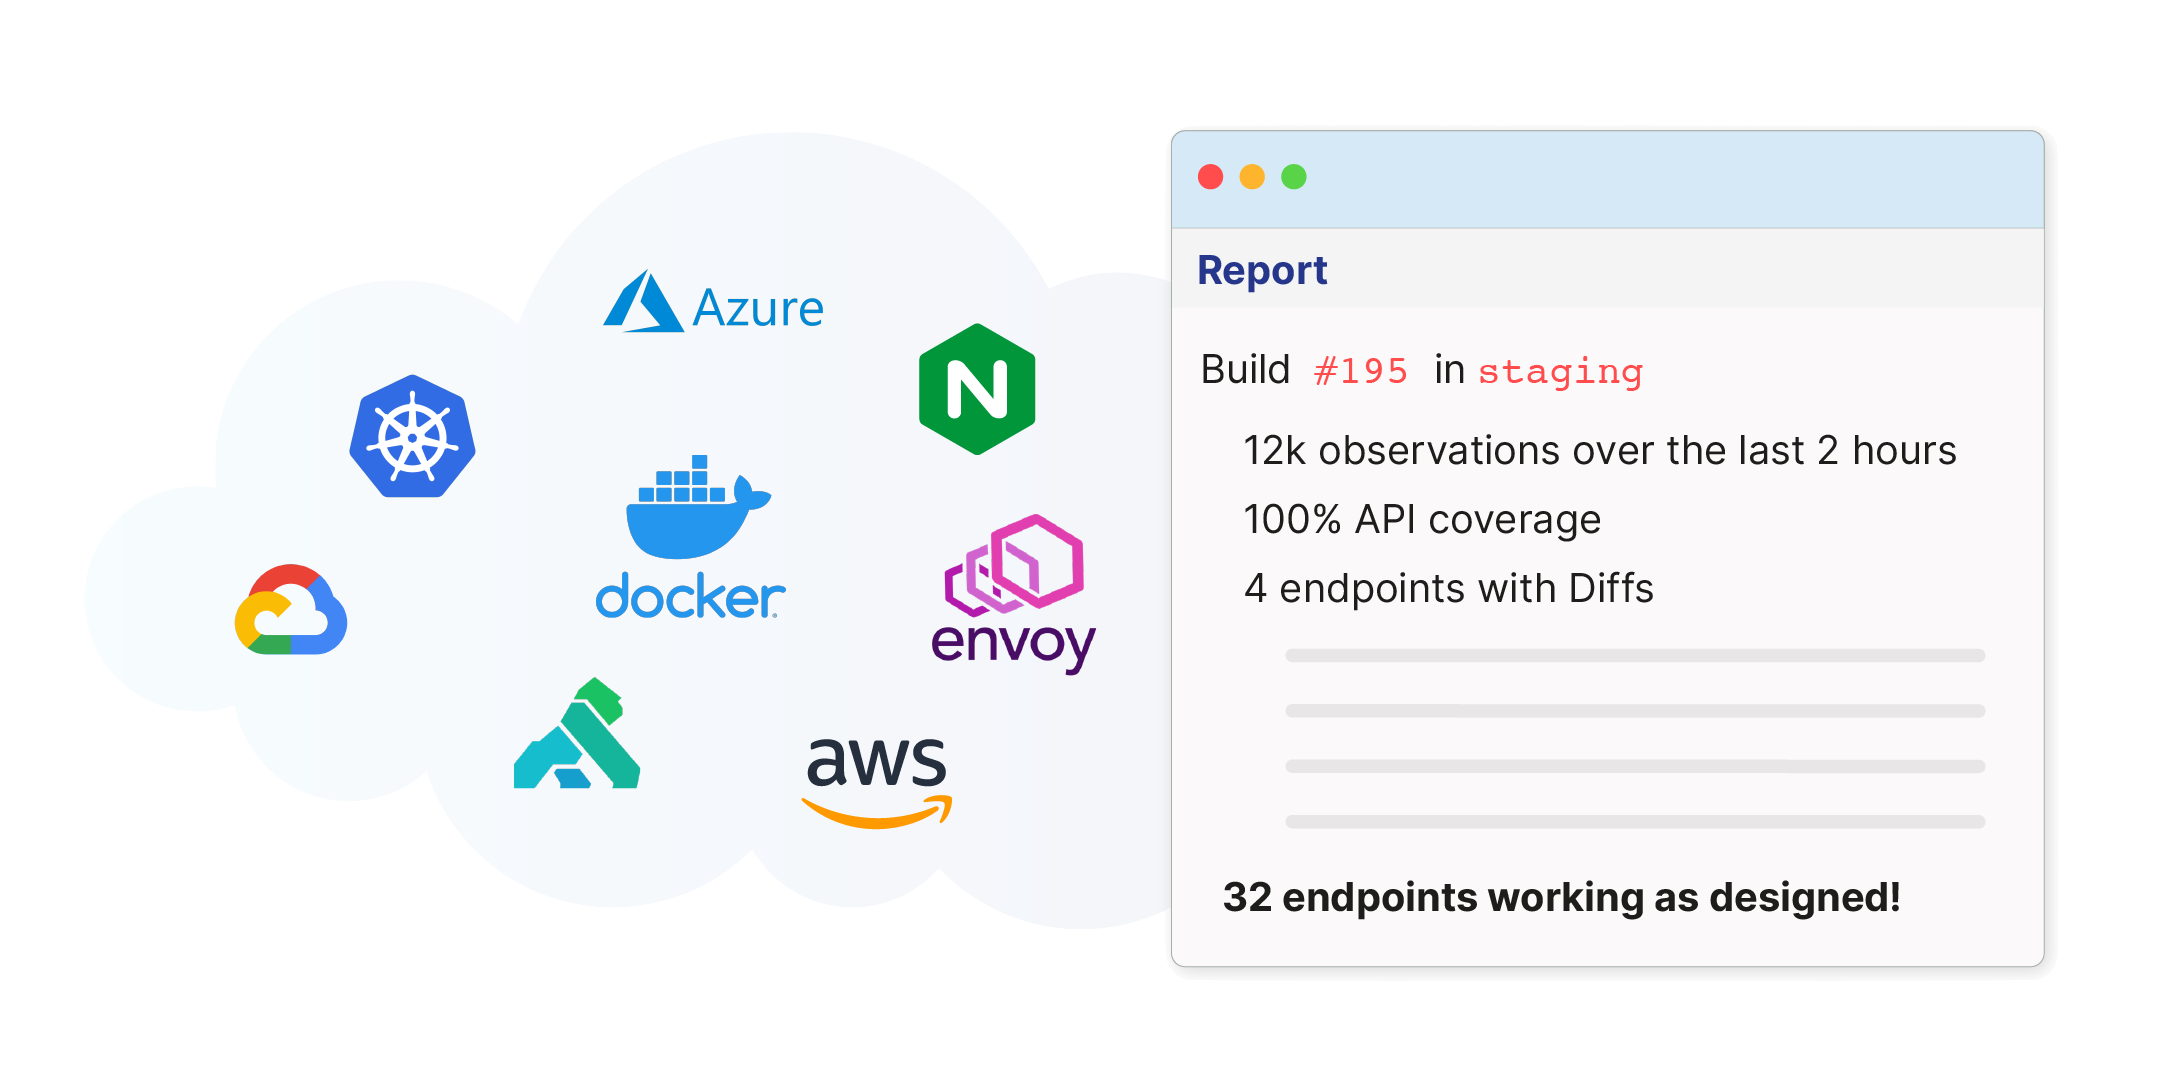 Azure
N
docker
envoy
aws
Report
Build #195 in staging
12k observations over the last 2 hours
100% API coverage
4 endpoints with Diffs
32 endpoints working as designed!